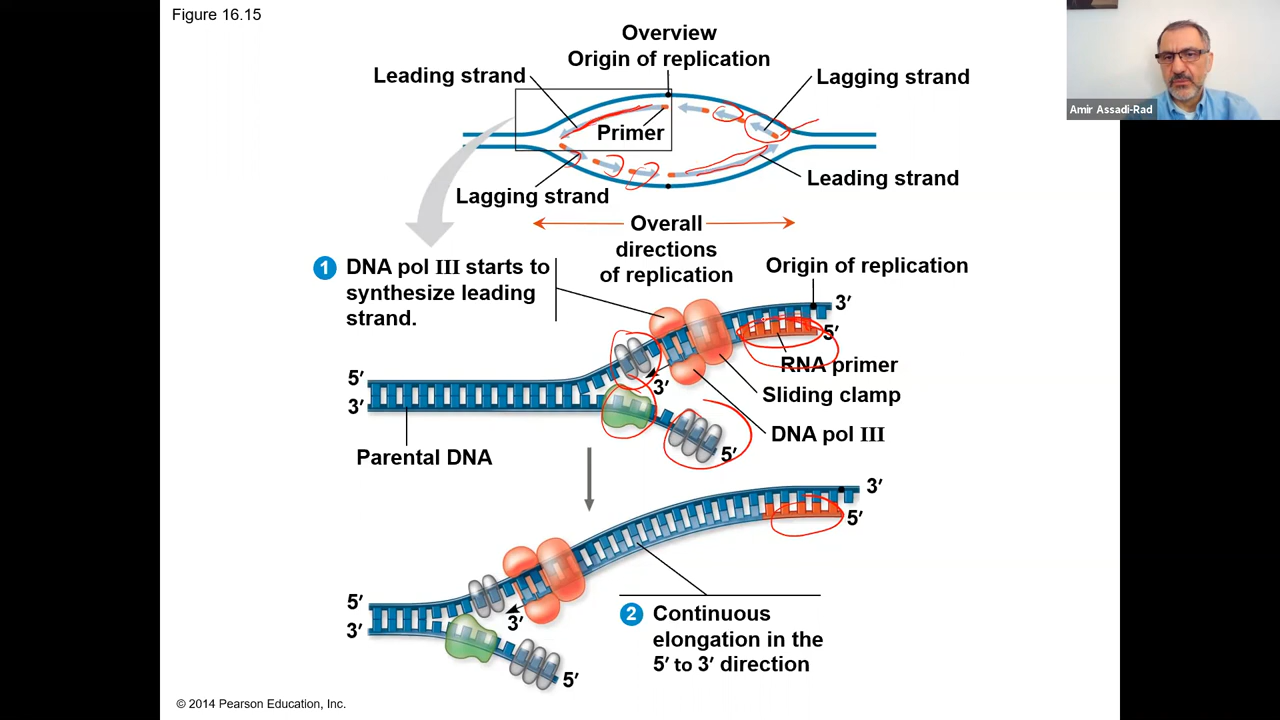 Figure 16.15
Overview
Origin of replication
Leading strand
Lagging strand
Primer
Lagging strand
Leading strand
Overall
directions
of replication
1 DNA pol III starts to
synthesize leading
strand.
Origin of replication
3′
5′
RNA primer
Sliding clamp
DNA pol III
3′
5′
5′
3′
Parental DNA
3′
5′
5′
3′
3′
5′
2 Continuous
elongation in the
5′ to 3′ direction
© 2014 Pearson Education, Inc.
Amir Assadi-Rad